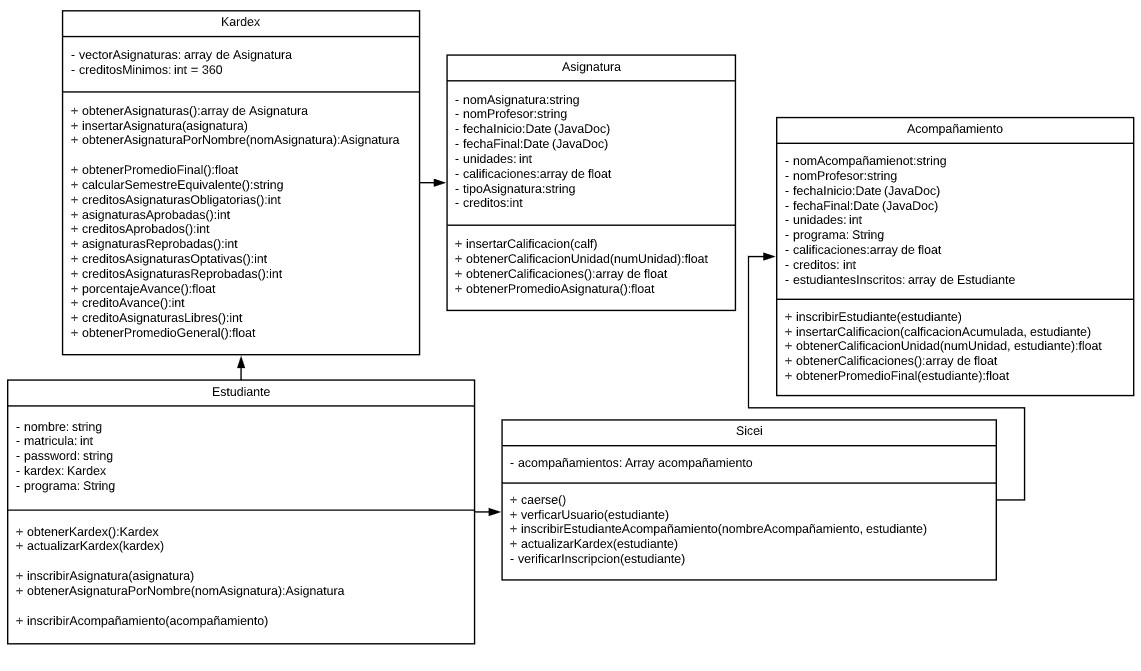 Kardex
- vectorAsignaturas: array de Asignatura
- creditosMinimos: int = 360
+ obtenerAsignaturas():array de Asignatura
+ insertarAsignatura(asignatura)
+ obtenerAsignaturaPorNombre(nomAsignatura):Asignatura
+ obtenerPromedioFinal():float
+ calcularSemestreEquivalente():string
+ creditosAsignaturasObligatorias():int
+ asignaturasAprobadas():int
+ creditosAprobados():int
+ asignaturasReprobadas():int
+ creditosAsignaturasOptativas():int
+ creditosAsignaturasReprobadas():int
+ porcentajeAvance():float
+ creditoAvance():int
+ creditoAsignaturasLibres():int
+ obtenerPromedioGeneral():float
Asignatura
- nomAsignatura:string
- nomProfesor:string
- fechaInicio:Date (JavaDoc)
- fechaFinal:Date (JavaDoc)
- unidades: int
- calificaciones:array de float
- tipoAsignatura:string
- creditos:int
+ insertarCalificacion(calf)
+ obtenerCalificacionUnidad(numUnidad):float
+ obtenerCalificaciones():array de float
+ obtenerPromedioAsignatura():float
Acompañamiento
- nomAcompañamienot:string
- nomProfesor:string
- fechaInicio:Date (JavaDoc)
- fechaFinal:Date (JavaDoc)
- unidades: int
- programa: String
- calificaciones:array de float
- creditos: int
- estudiantesInscritos: array de Estudiante
+ inscribirEstudiante(estudiante)
+ insertarCalificacion(calficacionAcumulada, estudiante)
+ obtenerCalificacionUnidad(numUnidad, estudiante):float
+ obtenerCalificaciones():array de float
+ obtenerPromedioFinal(estudiante):float
Estudiante
- nombre: string
- matricula: int
- password: string
- kardex: Kardex
- programa: String
+ obtenerKardex():Kardex
+ actualizarKardex(kardex)
+ inscribirAsignatura(asignatura)
+ obtenerAsignaturaPorNombre(nomAsignatura):Asignatura
+ inscribirAcompañamiento(acompañamiento)
Sicei
- acompañamientos: Array acompañamiento
+ caerse()
+ verficarUsuario(estudiante)
+ inscribirEstudianteAcompañamiento(nombreAcompañamiento, estudiante)
+ actualizarKardex(estudiante)
- verificarInscripcion(estudiante)